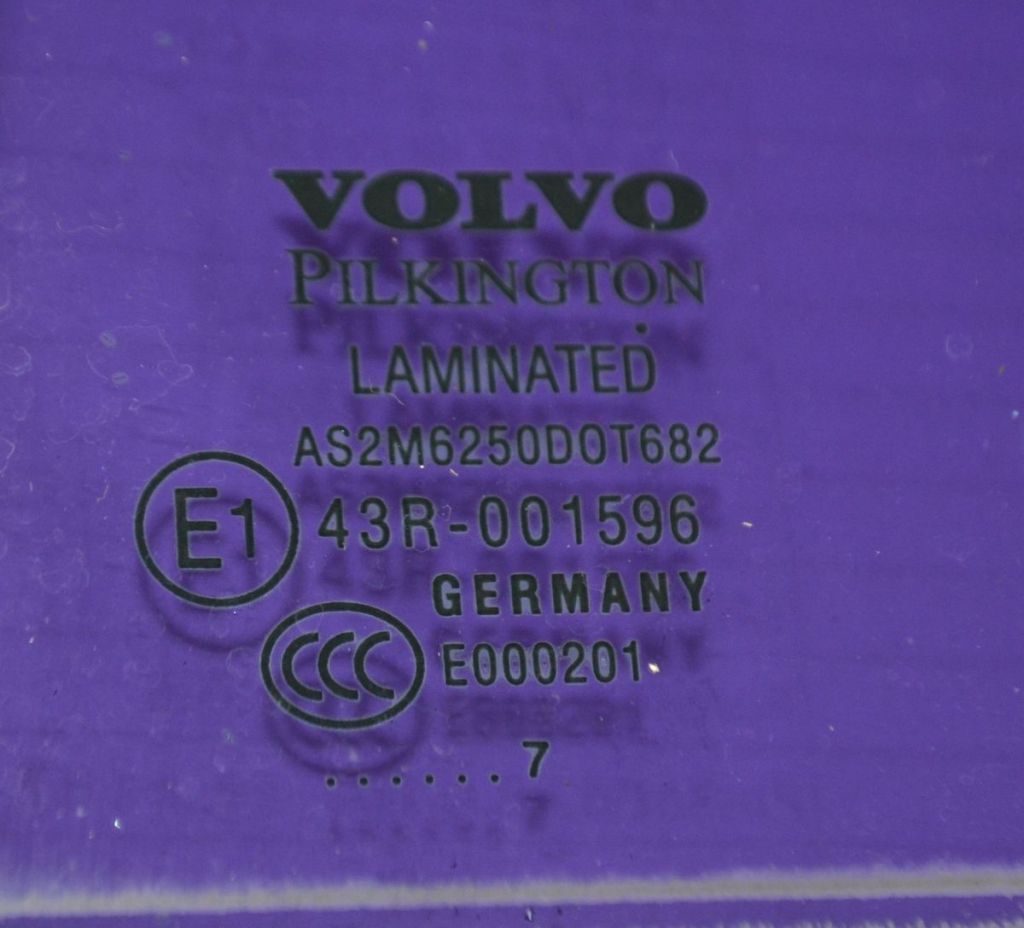 VOLVO
PILKINGTON
LAMINATED
AS2M6250DOT682
E1 43R-001596
GERMANY
CCC E000201
. . . . . . 7